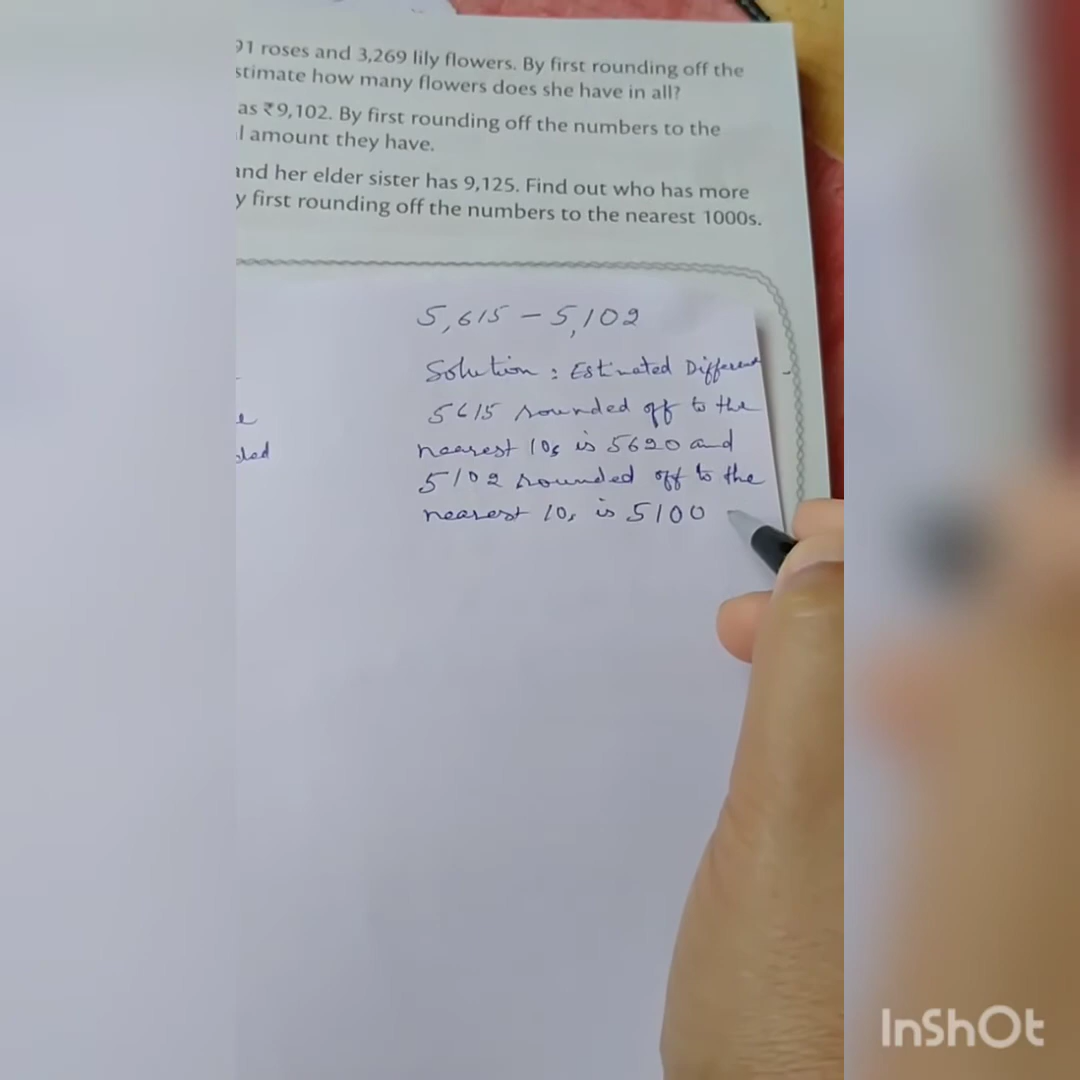 91 roses and 3,269 lily flowers. By first rounding off the
stimate how many flowers does she have in all?
as ₹9,102. By first rounding off the numbers to the
l amount they have.
and her elder sister has 9,125. Find out who has more
y first rounding off the numbers to the nearest 1000s.
5,615 - 5,102
Solution : Estimated Different
5615 rounded off to the
e
nearest 10s is 5620 and
5102 rounded off to the
nearest 10s is 5100
InShOt